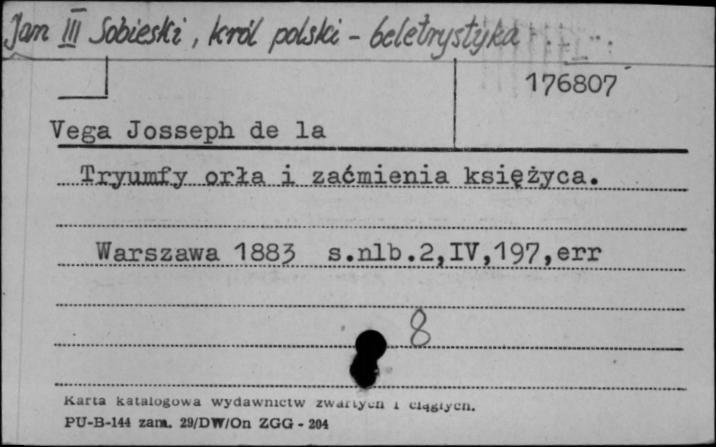 Jan III Sobieski, król polski - beletrystyka
176807
Vega Josseph de la
Tryumfy orła i zaćmienia księżyca.
Warszawa 1883 s.nlb.2,IV,197,err
8
Karta katalogowa wydawnictw zwartych i ciągłych.
PU-B-144 zam. 29/DW/On ZGG - 204